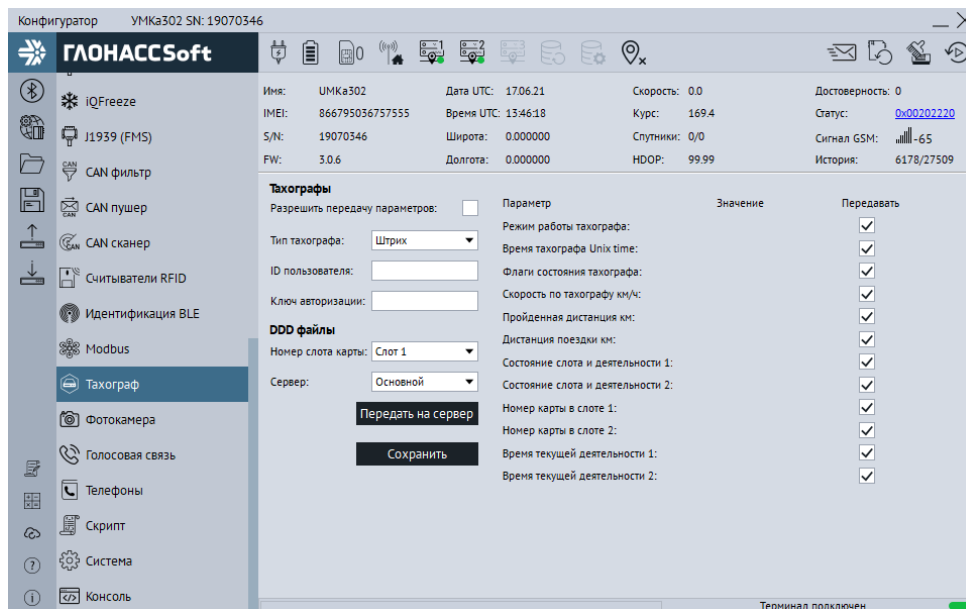 Конфигуратор УМКа302 SN: 19070346
ГЛОНАССSoft
0
1
2
Имя: УМКа302 Дата UTC: 17.06.21 Скорость: 0.0 Достоверность: 0
IMEI: 866795036757555 Время UTC: 13:46:18 Курс: 169.4 Статус: 0x00202220
S/N: 19070346 Широта: 0.000000 Спутники: 0/0 Сигнал GSM: -65
FW: 3.0.6 Долгота: 0.000000 HDOP: 99.99 История: 6178/27509
iQFreeze
J1939 (FMS)
CAN CAN фильтр
CAN CAN пушер
CAN CAN сканер
Считыватели RFID
Идентификация BLE
Modbus
Тахограф
Фотокамера
Голосовая связь
Телефоны
Скрипт
Система
Консоль
Тахографы
Разрешить передачу параметров:
Тип тахографа: Штрих
ID пользователя:
Ключ авторизации:
DDD файлы
Номер слота карты: Слот 1
Сервер: Основной
Передать на сервер
Сохранить
Параметр Значение Передавать
Режим работы тахографа:
Время тахографа Unix time:
Флаги состояния тахографа:
Скорость по тахографу км/ч:
Пройденная дистанция км:
Дистанция поездки км:
Состояние слота и деятельности 1:
Состояние слота и деятельности 2:
Номер карты в слоте 1:
Номер карты в слоте 2:
Время текущей деятельности 1:
Время текущей деятельности 2:
Терминал подключен